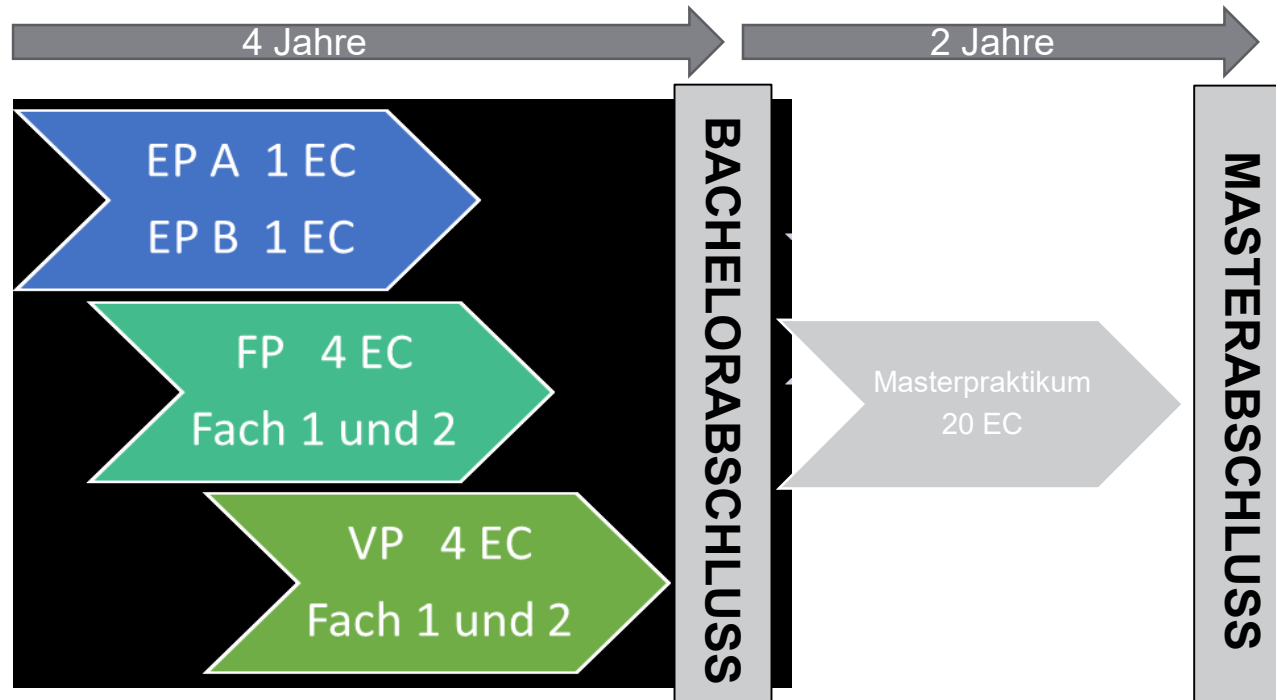 4 Jahre
2 Jahre
EP A 1 EC
EP B 1 EC
FP 4 EC
Fach 1 und 2
VP 4 EC
Fach 1 und 2
BACHELORABSCHLUSS
Masterpraktikum
20 EC
MASTERABSCHLUSS